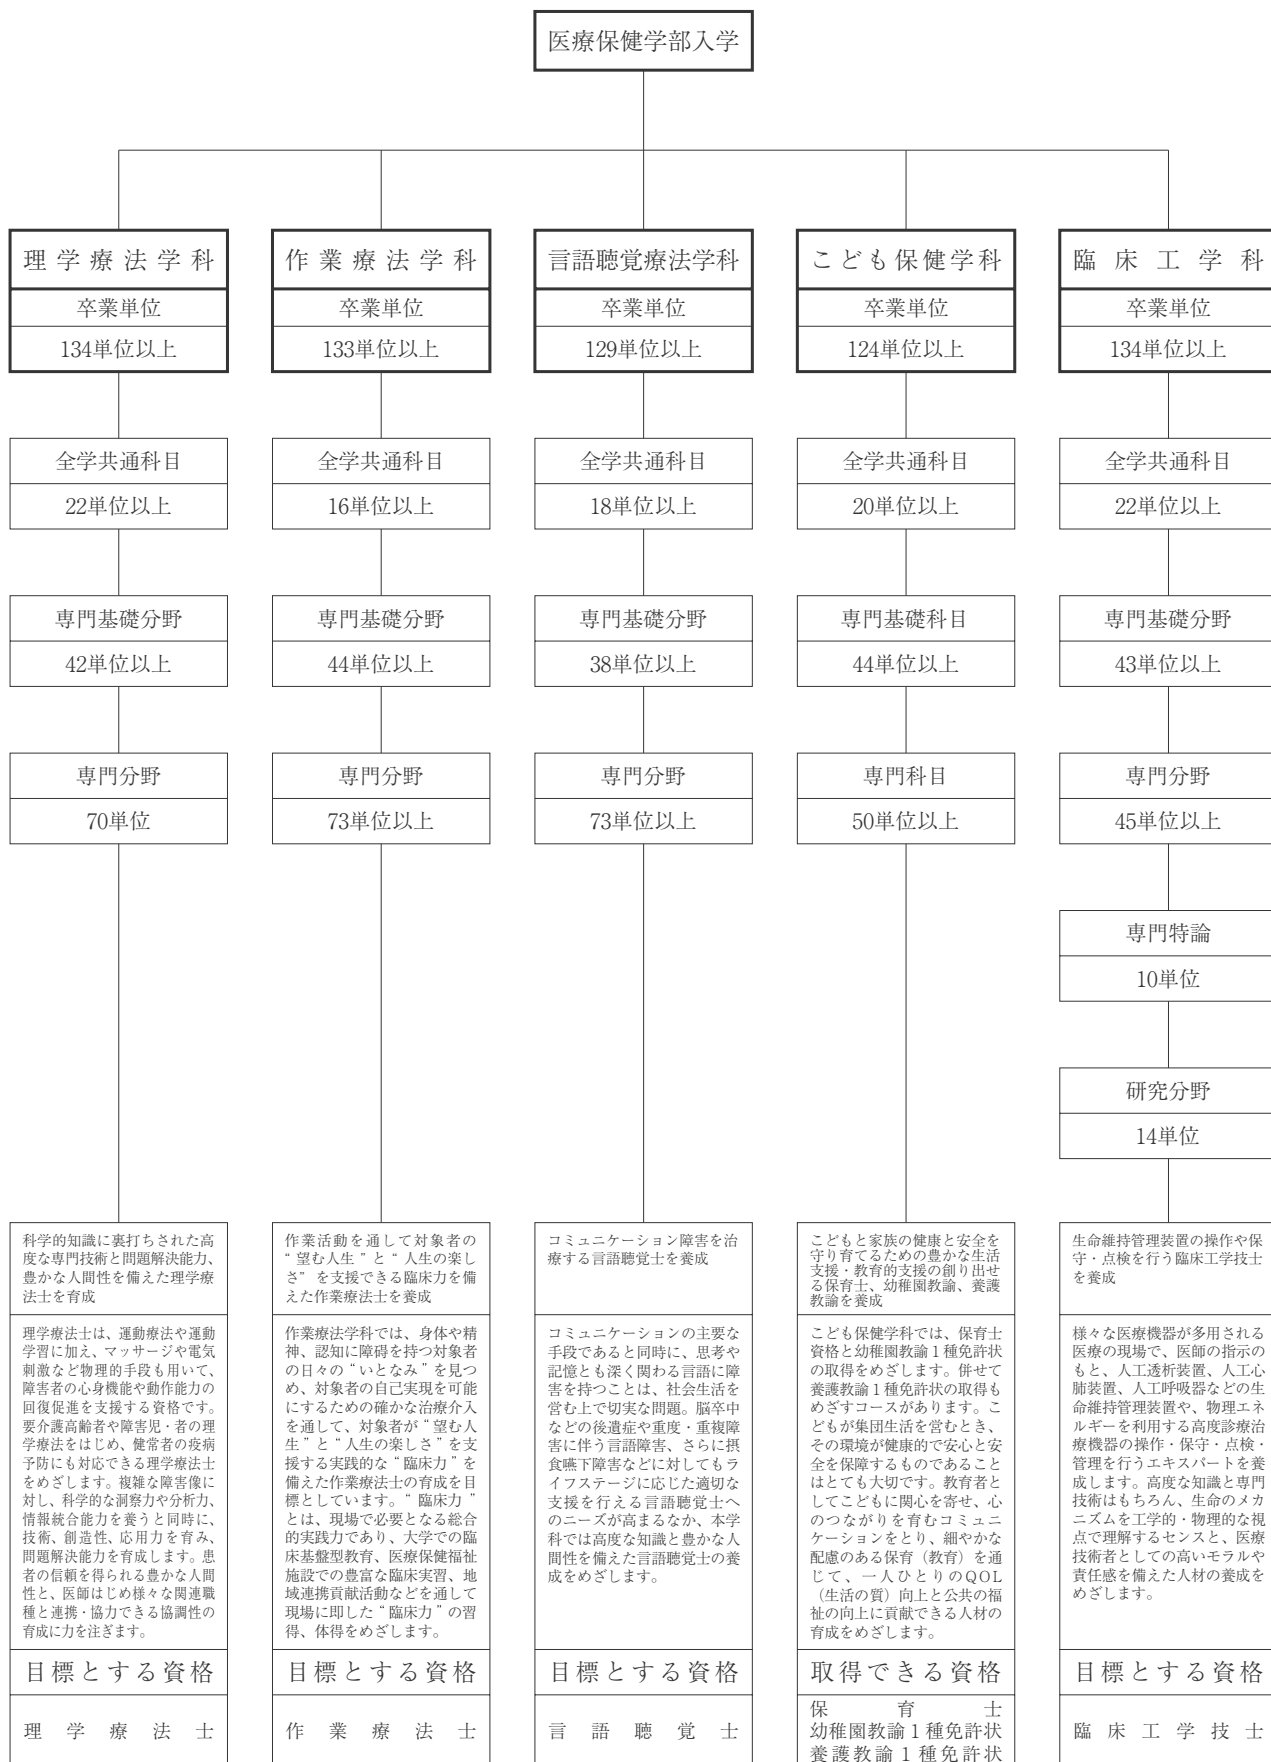 医療保健学部入学
理学療法学科
卒業単位
134単位以上
全学共通科目
22単位以上
専門基礎分野
42単位以上
専門分野
70単位
科学的知識に裏打ちされた高
度な専門技術と問題解決能力、
豊かな人間性を備えた理学療
法士を育成
理学療法士は、運動療法や運動
学習に加え、マッサージや電気
刺激など物理的手段も用いて、
障害者の心身機能や動作能力の
回復促進を支援する資格です。
要介護高齢者や障害児・者の理
学療法をはじめ、健常者の疾病
予防にも対応できる理学療法士
をめざします。複雑な障害像に
対し、科学的な洞察力や分析力、
情報統合能力を養うと同時に、
技術、創造性、応用力を育み、
問題解決能力を育成します。患
者の信頼を得られる豊かな人間
性と、医師はじめ様々な関連職
種と連携・協力できる協調性の
育成に力を注ぎます。
目標とする資格
理学療法士
作業療法学科
卒業単位
133単位以上
全学共通科目
16単位以上
専門基礎分野
44単位以上
専門分野
73単位以上
作業活動を通して対象者の
“望む人生”と“人生の楽し
さ”を支援できる臨床力を備
えた作業療法士を養成
作業療法学科では、身体や精
神、認知に障碍を持つ対象者
の日々の“いとなみ”を見つ
め、対象者の自己実現を可能
にするための確かな治療介入
を通して、対象者が“望む人
生”と“人生の楽しさ”を支
援する実践的な“臨床力”を
備えた作業療法士の育成を目
標としています。“臨床力”
とは、現場で必要となる総合
的実践力であり、大学での臨
床基盤型教育、医療保健福祉
施設での豊富な臨床実習、地
域連携貢献活動などを通して
現場に即した“臨床力”の習
得、体得をめざします。
目標とする資格
作業療法士
言語聴覚療法学科
卒業単位
129単位以上
全学共通科目
18単位以上
専門基礎分野
38単位以上
専門分野
73単位以上
コミュニケーション障害を治
療する言語聴覚士を養成
コミュニケーションの主要な
手段であると同時に、思考や
記憶とも深く関わる言語に障
害を持つことは、社会生活を
営む上で切実な問題。脳卒中
などの後遺症や重度・重複障
害に伴う言語障害、さらに摂
食嚥下障害などに対してもラ
イフステージに応じた適切な
支援を行える言語聴覚士へ
のニーズが高まるなか、本学
科では高度な知識と豊かな人
間性を備えた言語聴覚士の養
成をめざします。
目標とする資格
言語聴覚士
こども保健学科
卒業単位
124単位以上
全学共通科目
20単位以上
専門基礎科目
44単位以上
専門科目
50単位以上
こどもと家族の健康と安全を
守り育てるための豊かな生活
支援・教育的支援の創り出せ
る保育士、幼稚園教諭、養護
教諭を養成
こども保健学科では、保育士
資格と幼稚園教諭1種免許状
の取得をめざします。併せて
養護教諭1種免許状の取得も
めざすコースがあります。こ
どもが集団生活を営むとき、
その環境が健康的で安心と安
全を保障するものであること
はとても大切です。教育者と
してこどもに関心を寄せ、心
のつながりを育むコミュニ
ケーションをとり、細やかな
配慮のある保育（教育）を通
じて、一人ひとりのQOL
（生活の質）向上と公共の福
祉の向上に貢献できる人材の
育成をめざします。
取得できる資格
保育士
幼稚園教諭1種免許状
養護教諭1種免許状
臨床工学科
卒業単位
134単位以上
全学共通科目
22単位以上
専門基礎分野
43単位以上
専門分野
45単位以上
専門特論
10単位
研究分野
14単位
生命維持管理装置の操作や保
守・点検を行う臨床工学技士
を養成
様々な医療機器が多用される
医療の現場で、医師の指示の
もと、人工透析装置、人工心
肺装置、人工呼吸器などの生
命維持管理装置や、物理エネ
ルギーを利用する高度診療治
療機器の操作・保守・点検・
管理を行うエキスパートを養
成します。高度な知識と専門
技術はもちろん、生命のメカ
ニズムを工学的・物理的な視
点で理解するセンスと、医療
技術者としての高いモラルや
責任感を備えた人材の養成を
めざします。
目標とする資格
臨床工学技士